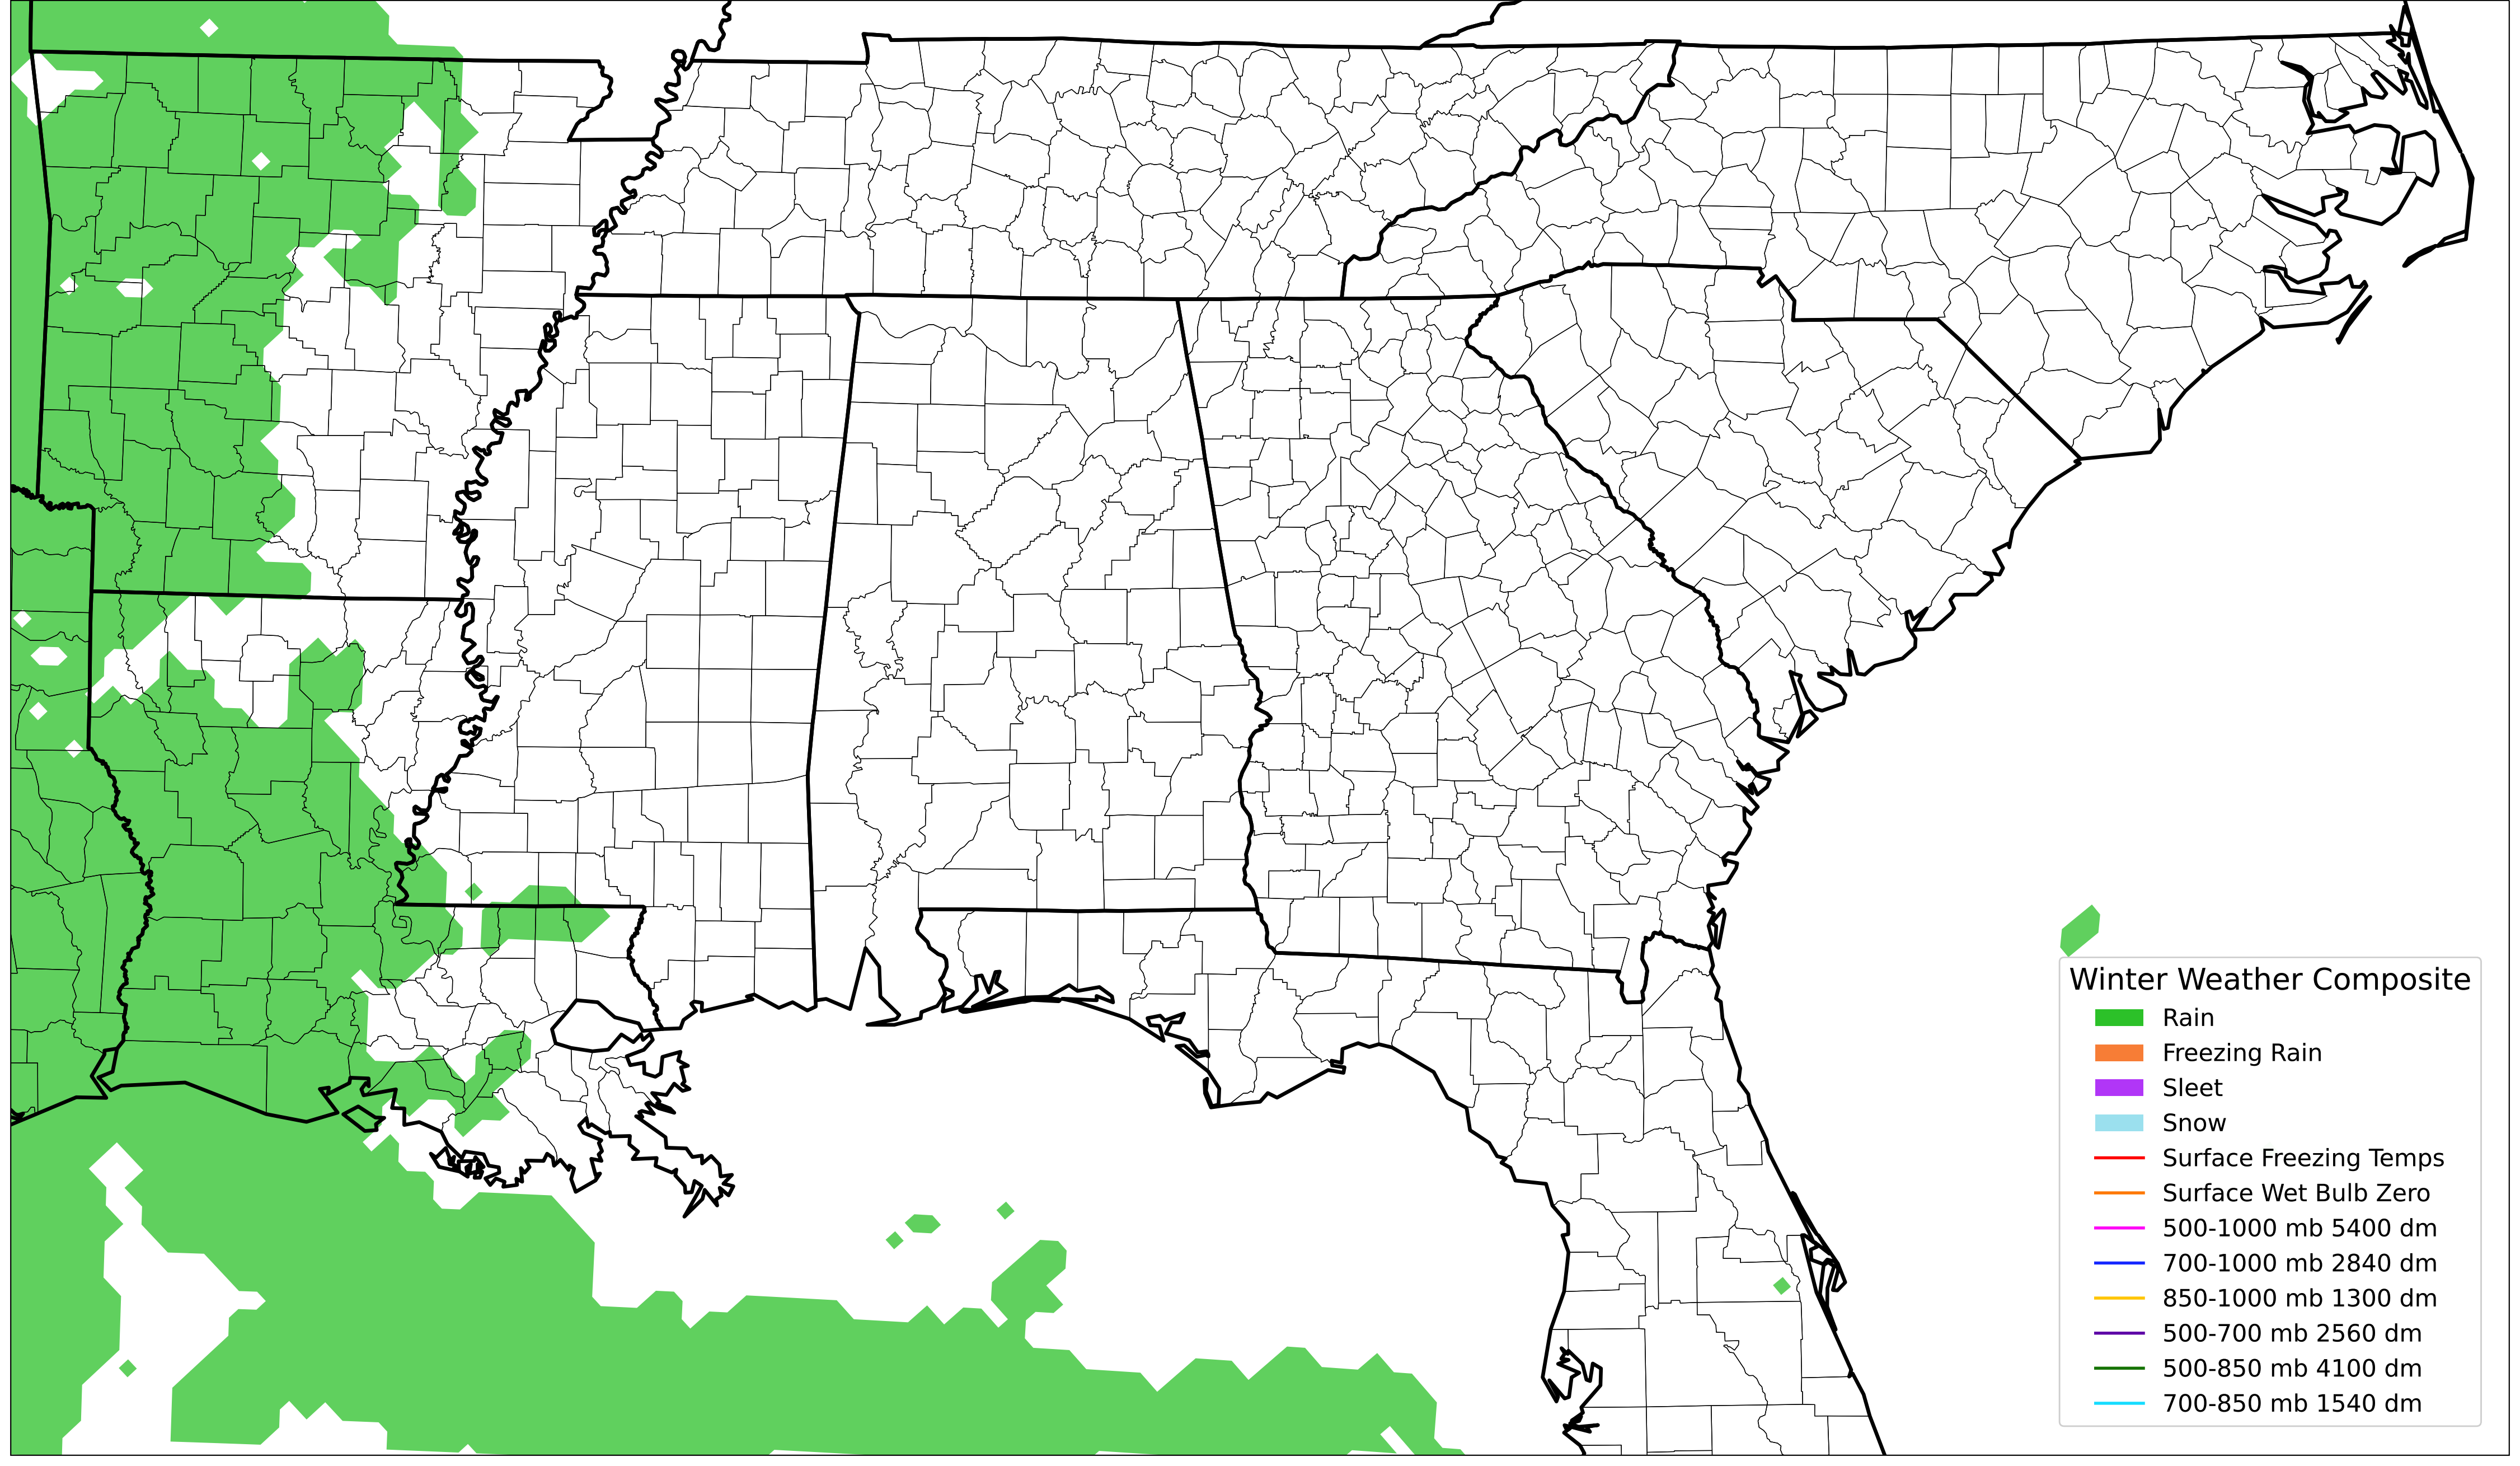 Winter Weather Composite
Rain
Freezing Rain
Sleet
Snow
Surface Freezing Temps
Surface Wet Bulb Zero
500-1000 mb 5400 dm
700-1000 mb 2840 dm
850-1000 mb 1300 dm
500-700 mb 2560 dm
500-850 mb 4100 dm
700-850 mb 1540 dm